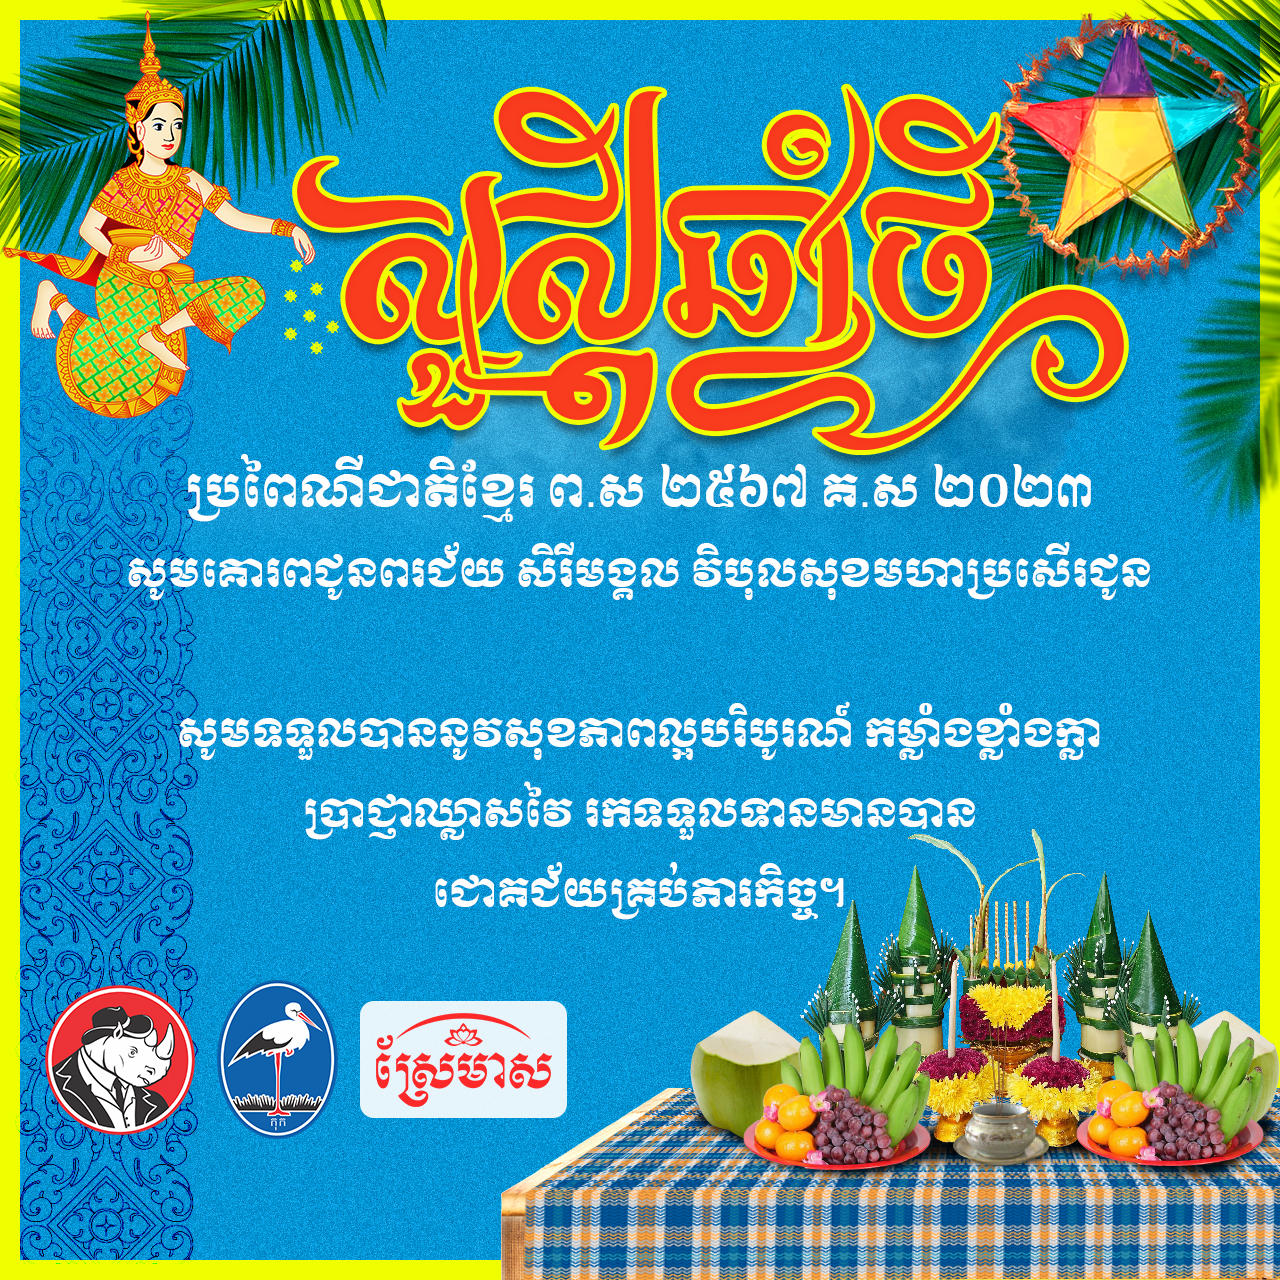 សួស្តីឆ្នាំថ្មី
ប្រពៃណីជាតិខ្មែរ ព.ស ២៥៦៧ គ.ស ២០២៣
សូមគោរពជូនពរជ័យ សិរីមង្គល វិបុលសុខមហាប្រសើរជូន
សូមទទួលបាននូវសុខភាពល្អបរិបូរណ៍ កម្លាំងខ្លាំងក្លា
ប្រាជ្ញាឈ្លាសវៃ រកទទួលទានមានបាន
ជោគជ័យគ្រប់ភារកិច្ច។
កុក
ស្រែមាស